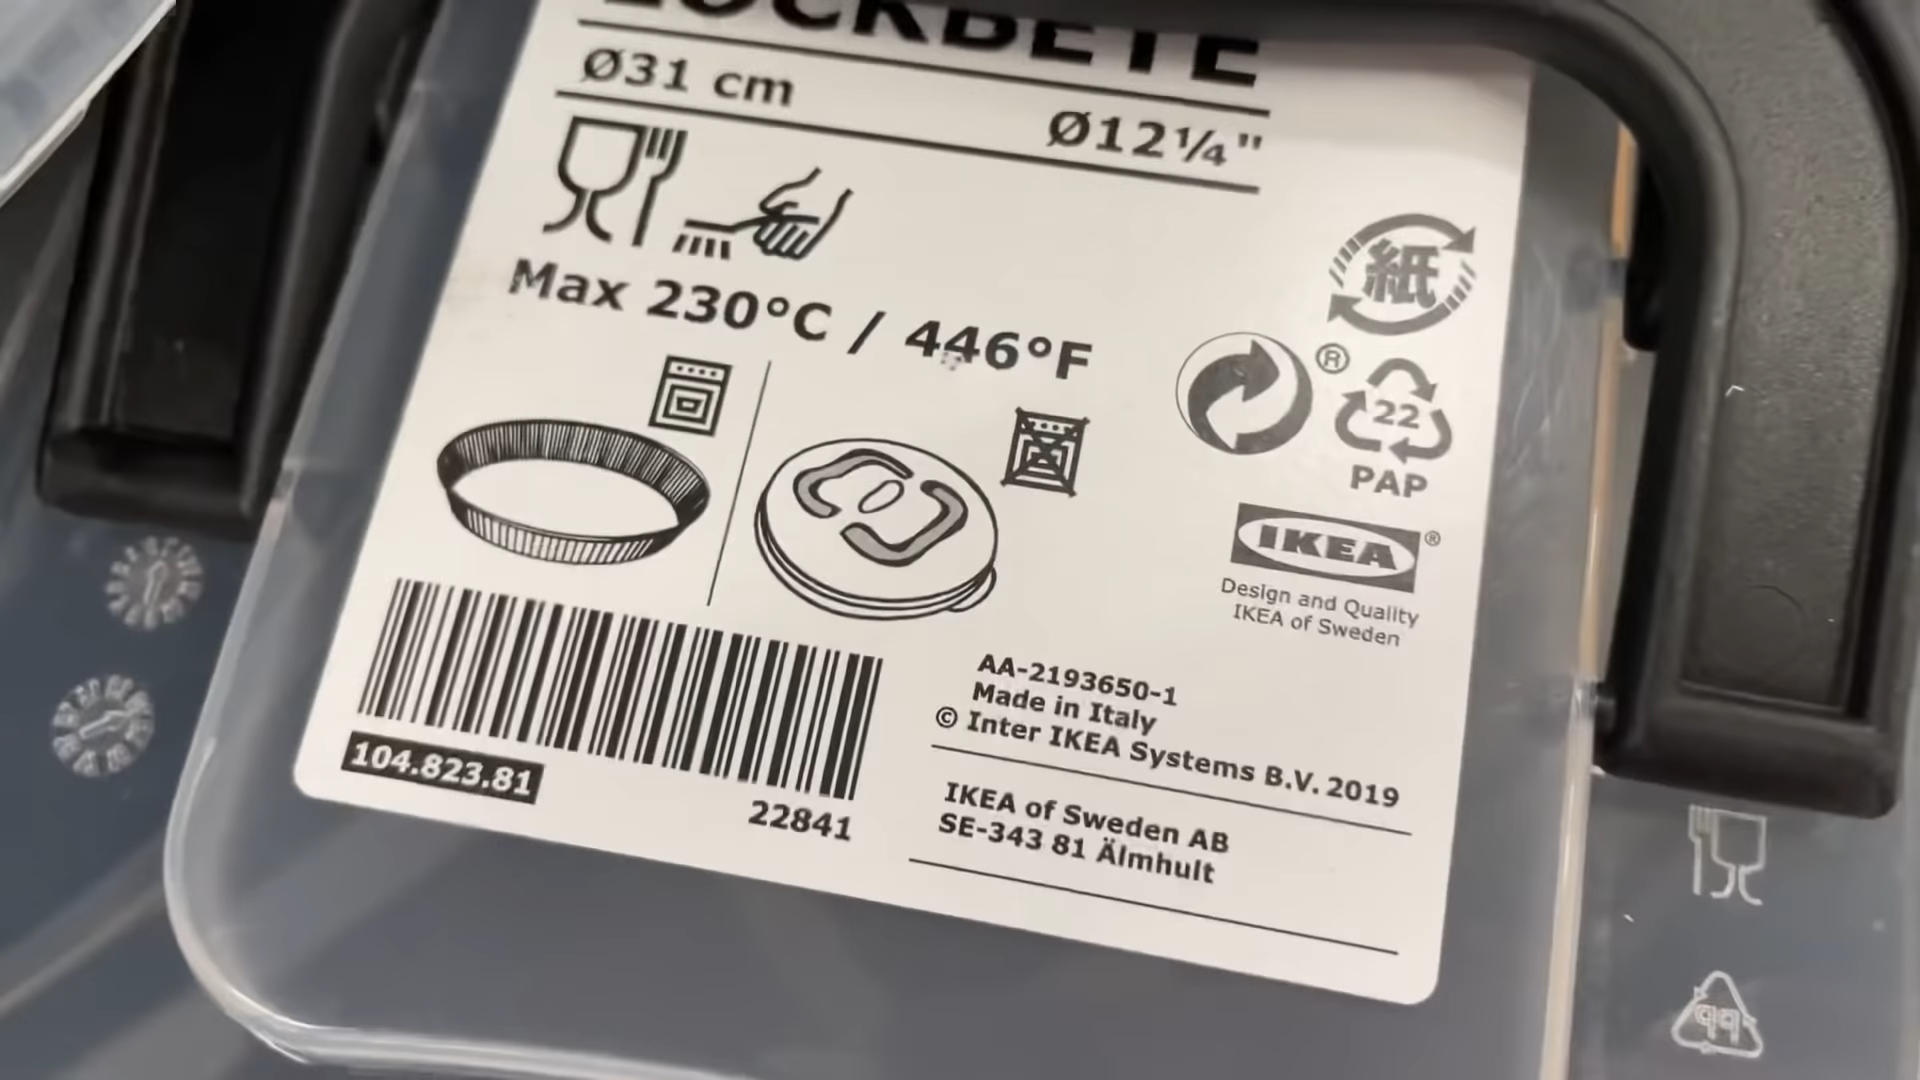 LOCKBETE
Ø31 cm
Ø12¼"
Max 230°C / 446°F
紙
®
22
PAP
IKEA®
Design and Quality
IKEA of Sweden
AA-2193650-1
Made in Italy
© Inter IKEA Systems B.V. 2019
104.823.81
22841
IKEA of Sweden AB
SE-343 81 Älmhult
PP